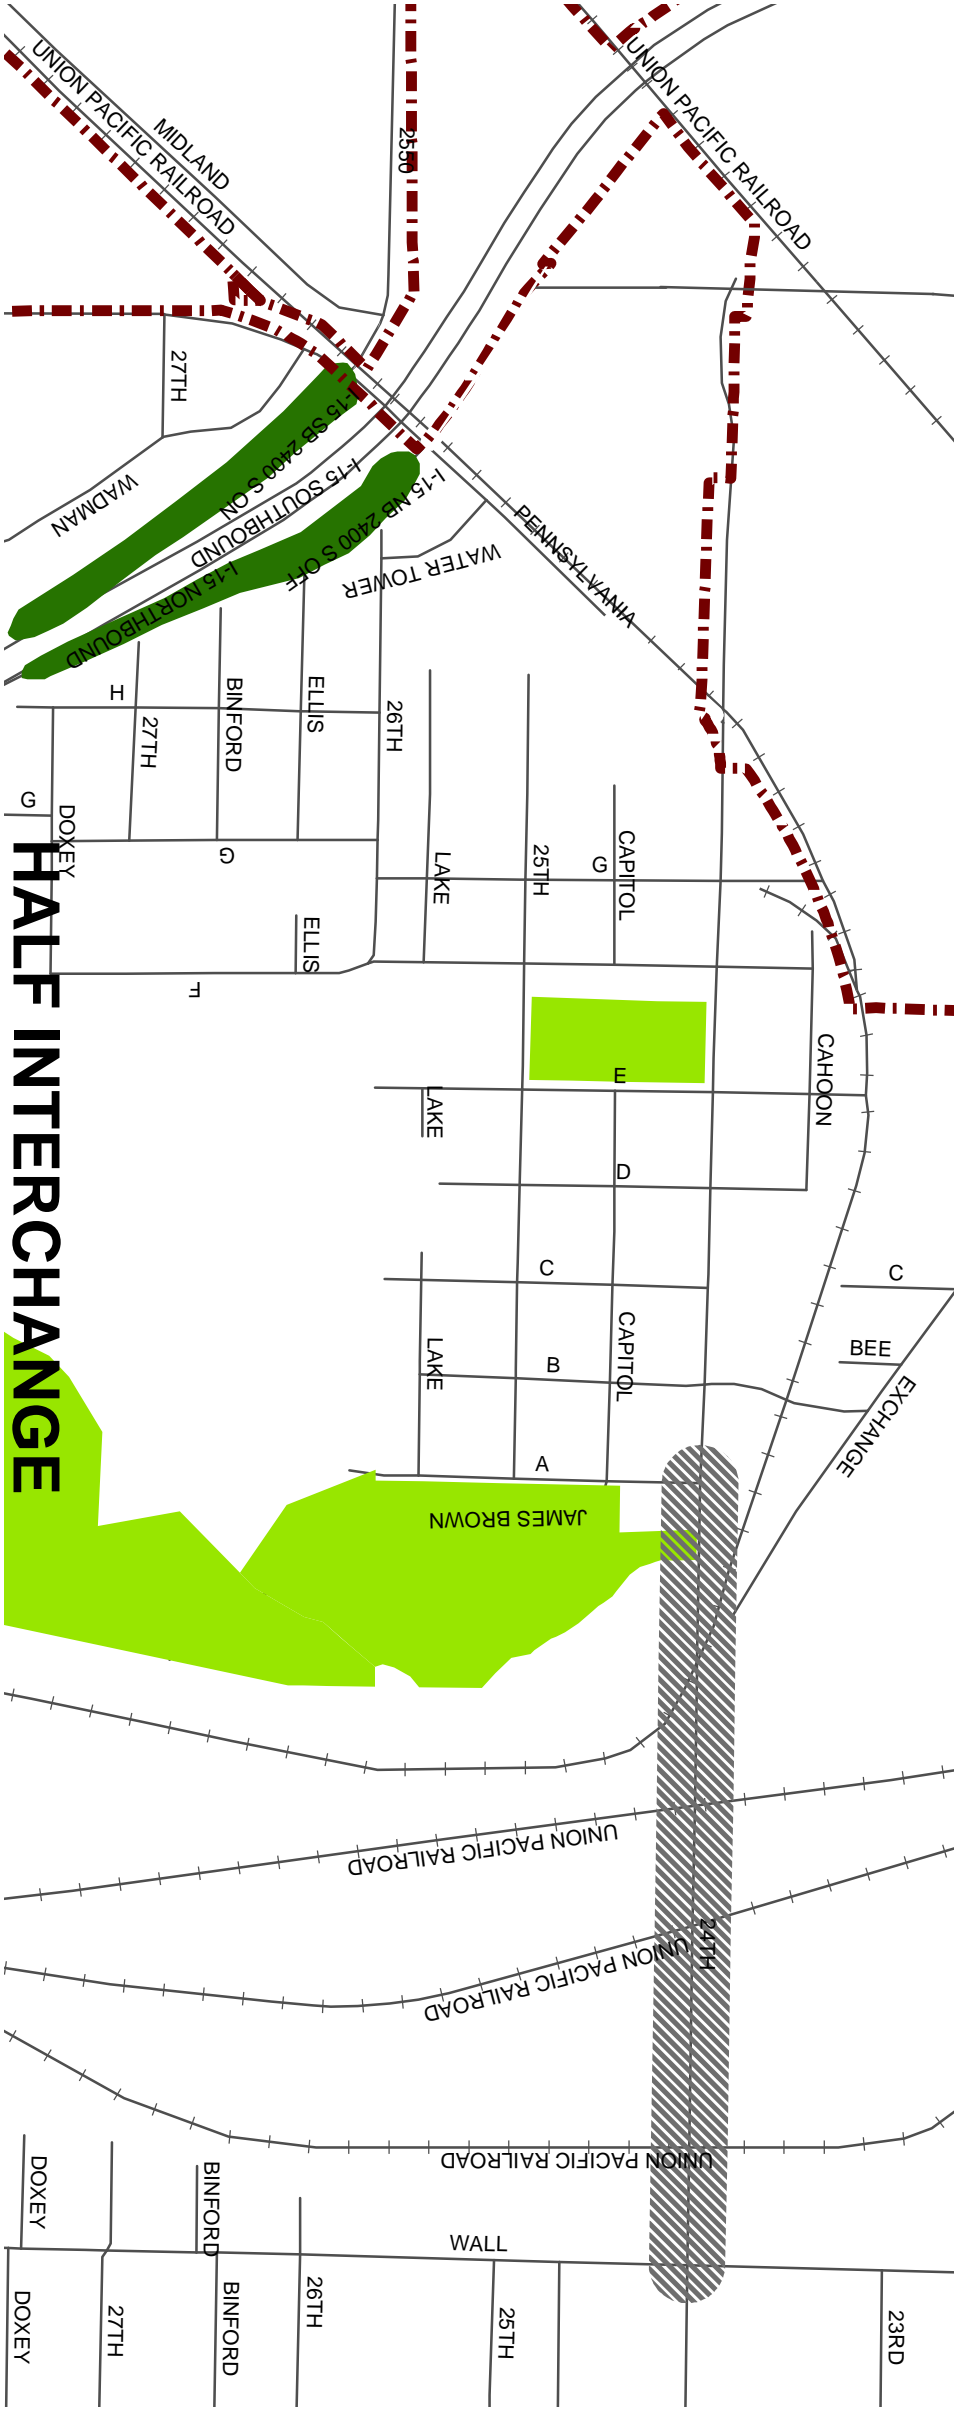 UNION PACIFIC RAILROAD
MIDLAND
UNION PACIFIC RAILROAD
2550
27TH
I-15 SB 2400 S ON
I-15 SOUTHBOUND
I-15 NB 2400 S OFF
I-15 NORTHBOUND
WADMAN
WATER TOWER
PENNSYLVANIA
H
27TH
BINFORD
ELLIS
26TH
G
DOXEY
G
LAKE
25TH
G
CAPITOL
ELLIS
F
HALF INTERCHANGE
E
LAKE
CAHOON
D
C
C
LAKE
B
CAPITOL
BEE
EXCHANGE
A
JAMES BROWN
UNION PACIFIC RAILROAD
24TH
UNION PACIFIC RAILROAD
UNION PACIFIC RAILROAD
DOXEY
BINFORD
WALL
DOXEY
27TH
BINFORD
26TH
25TH
23RD